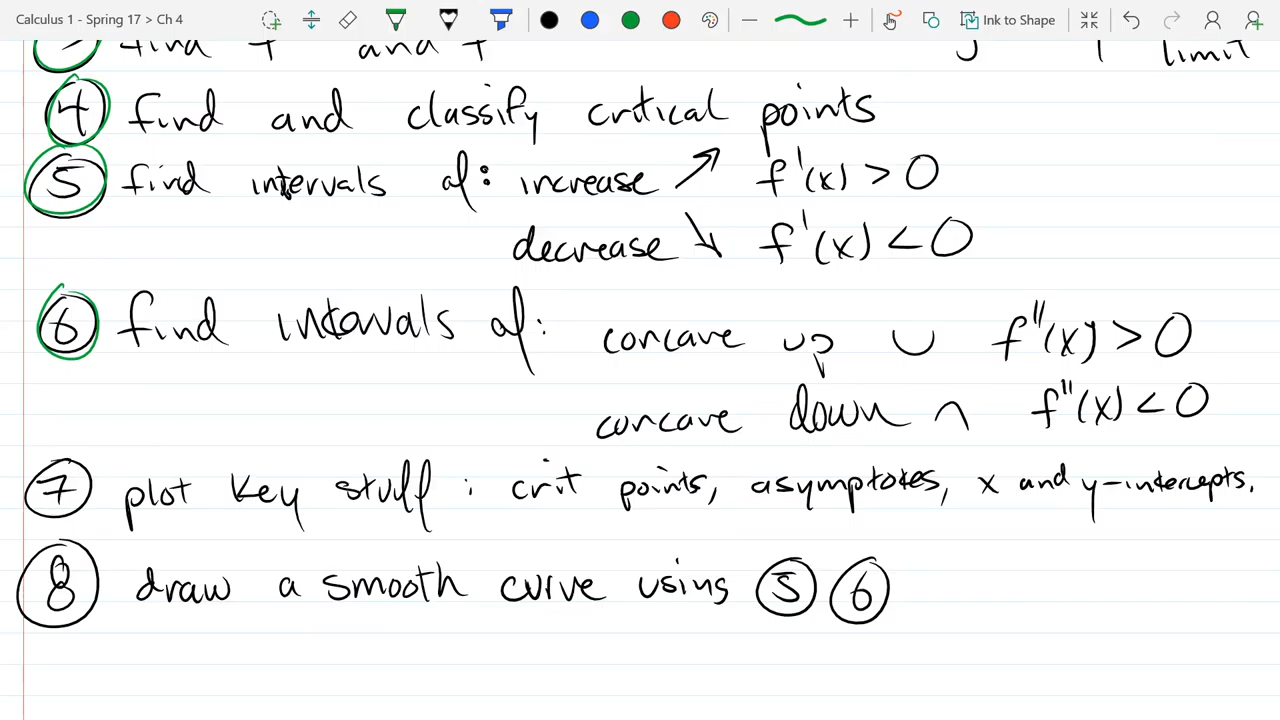 Calculus 1 - Spring 17 > Ch 4
Ink to Shape
find and
limit
4 find and classify critical points
5 find intervals of: increase ↗ f'(x) > 0
decrease ↘ f'(x) < 0
6 find intervals of: concave up ∪ f''(x) > 0
concave down ∩ f''(x) < 0
7 plot key stuff : crit points, asymptotes, x and y-intercepts.
8 draw a smooth curve using 5 6